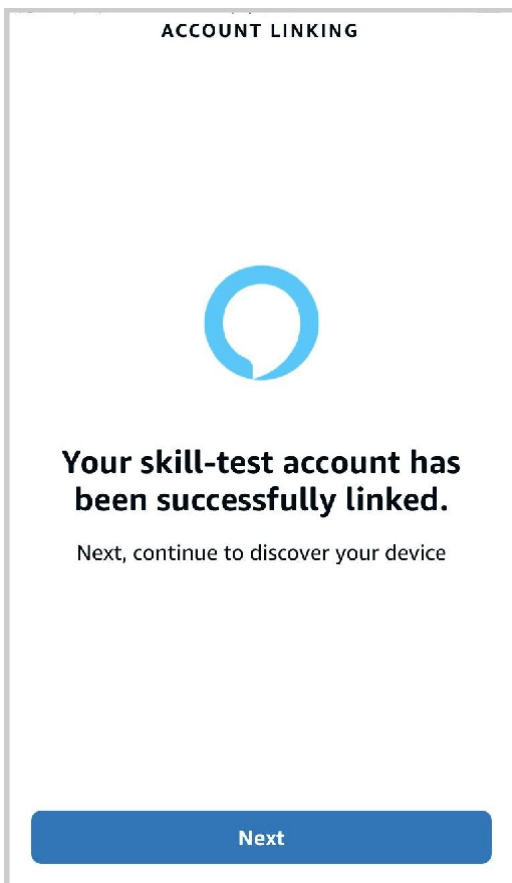 ACCOUNT LINKING
Your skill-test account has
been successfully linked.
Next, continue to discover your device
Next